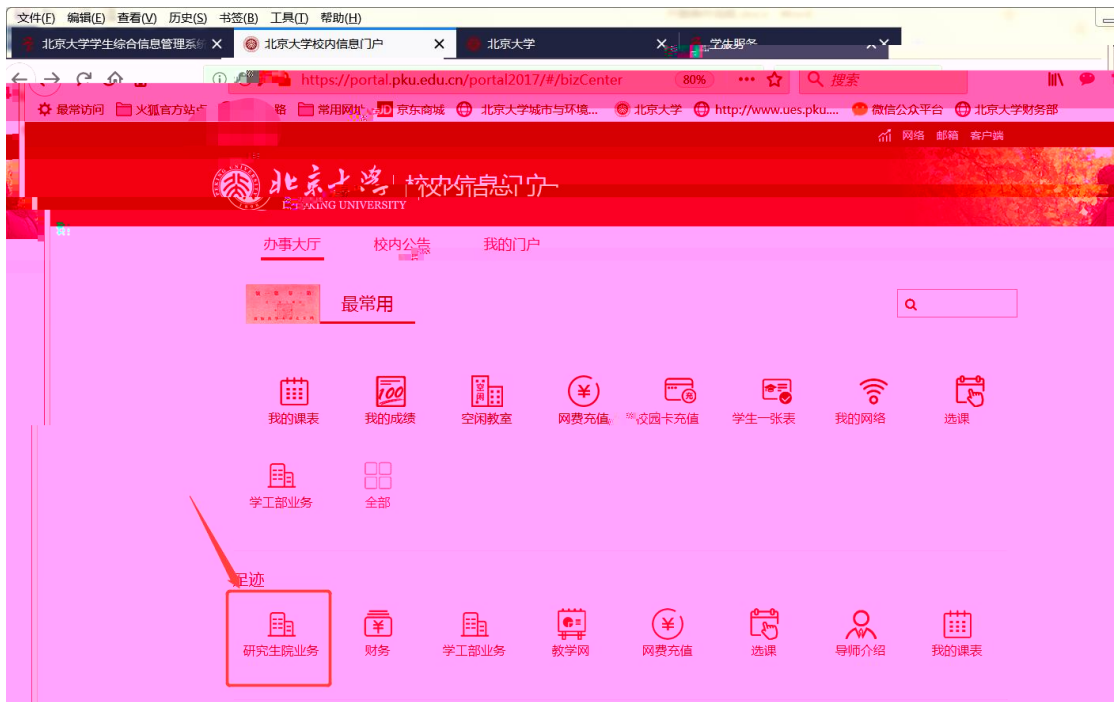 文件(F) 编辑(E) 查看(V) 历史(S) 书签(B) 工具(T) 帮助(H)
北京大学学生综合信息管理系统 × 北京大学校内信息门户 × 北京大学 × 学生服务 ×
https://portal.pku.edu.cn/portal2017/#/bizCenter 80% ••• 搜索
最常访问 火狐官方站点 路 常用网址 JD 京东商城 北京大学城市与环境... 北京大学 http://www.ues.pku.... 微信公众平台 北京大学财务部
网络 邮箱 客户端
北京大学 校内信息门户
PEKING UNIVERSITY
办事大厅 校内公告 我的门户
最常用
我的课表 我的成绩 空闲教室 网费充值 校园卡充值 学生一张表 我的网络 选课
学工部业务 全部
足迹
研究生院业务 财务 学工部业务 教学网 网费充值 选课 导师介绍 我的课表